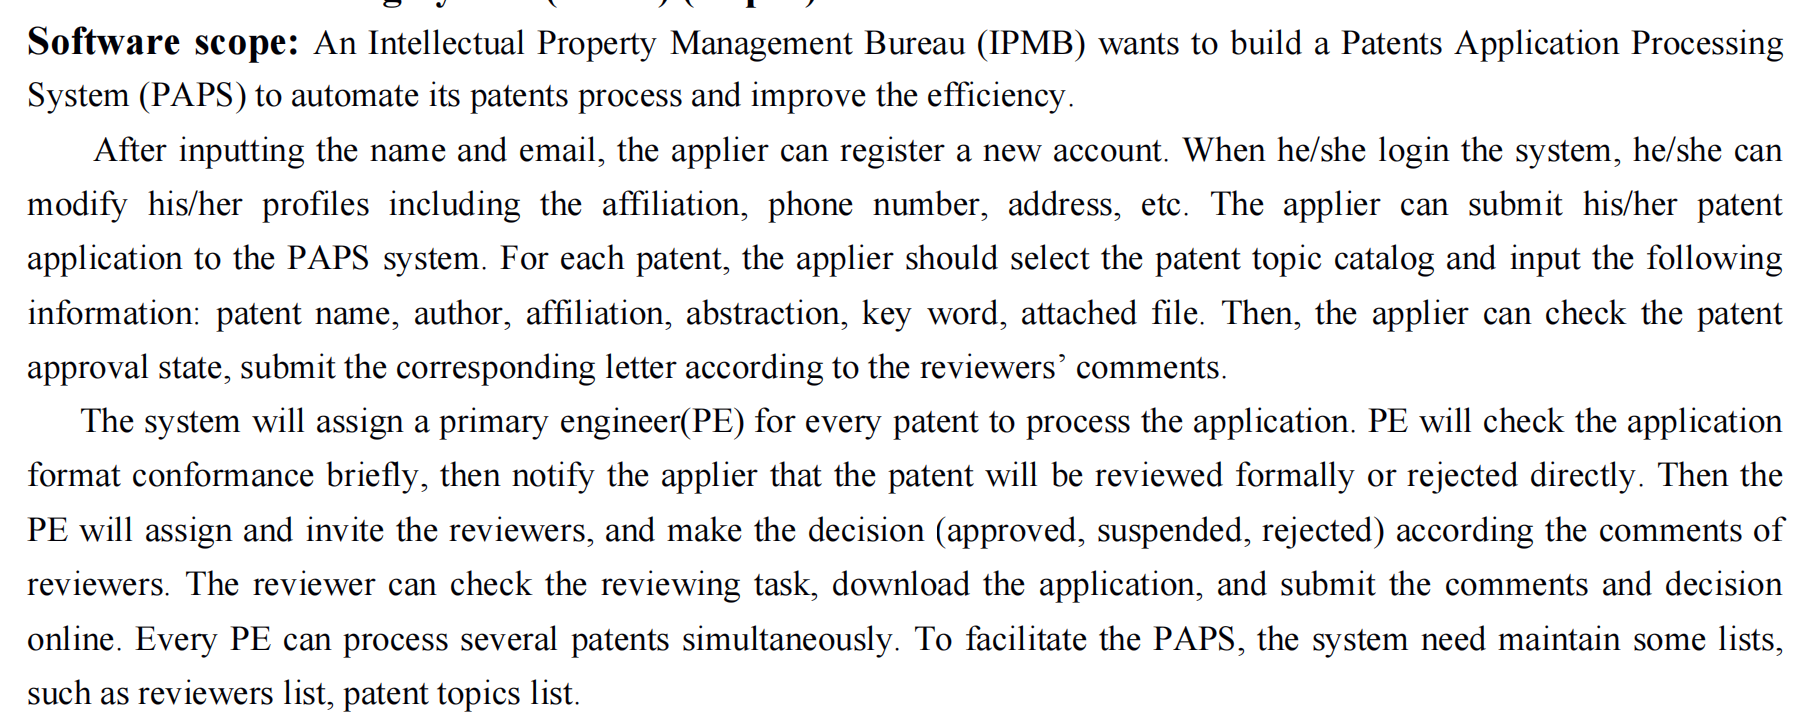 Software scope: An Intellectual Property Management Bureau (IPMB) wants to build a Patents Application Processing
System (PAPS) to automate its patents process and improve the efficiency.
After inputting the name and email, the applier can register a new account. When he/she login the system, he/she can
modify his/her profiles including the affiliation, phone number, address, etc. The applier can submit his/her patent
application to the PAPS system. For each patent, the applier should select the patent topic catalog and input the following
information: patent name, author, affiliation, abstraction, key word, attached file. Then, the applier can check the patent
approval state, submit the corresponding letter according to the reviewers’ comments.
The system will assign a primary engineer(PE) for every patent to process the application. PE will check the application
format conformance briefly, then notify the applier that the patent will be reviewed formally or rejected directly. Then the
PE will assign and invite the reviewers, and make the decision (approved, suspended, rejected) according the comments of
reviewers. The reviewer can check the reviewing task, download the application, and submit the comments and decision
online. Every PE can process several patents simultaneously. To facilitate the PAPS, the system need maintain some lists,
such as reviewers list, patent topics list.